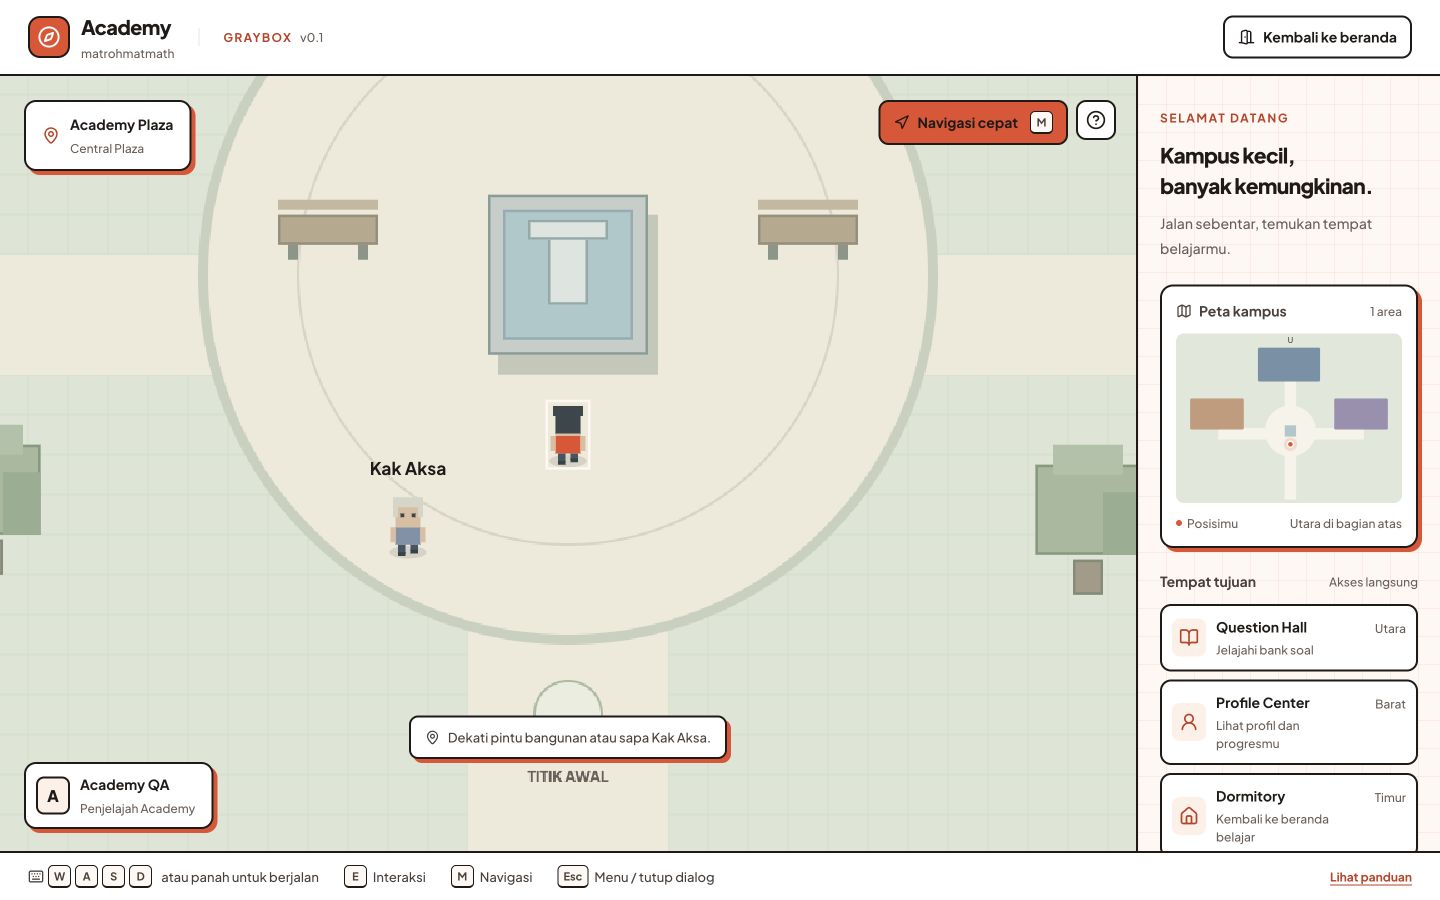 Academy
matrohmatmath
GRAYBOX v0.1
Kembali ke beranda
Academy Plaza
Central Plaza
Navigasi cepat M
Kak Aksa
Dekati pintu bangunan atau sapa Kak Aksa.
TITIK AWAL
A
Academy QA
Penjelajah Academy
SELAMAT DATANG
Kampus kecil,
banyak kemungkinan.
Jalan sebentar, temukan tempat
belajarmu.
Peta kampus 1 area
U
Posisimu Utara di bagian atas
Tempat tujuan Akses langsung
Question Hall Utara
Jelajahi bank soal
Profile Center Barat
Lihat profil dan
progresmu
Dormitory Timur
Kembali ke beranda
belajar
W A S D atau panah untuk berjalan E Interaksi M Navigasi Esc Menu / tutup dialog
Lihat panduan